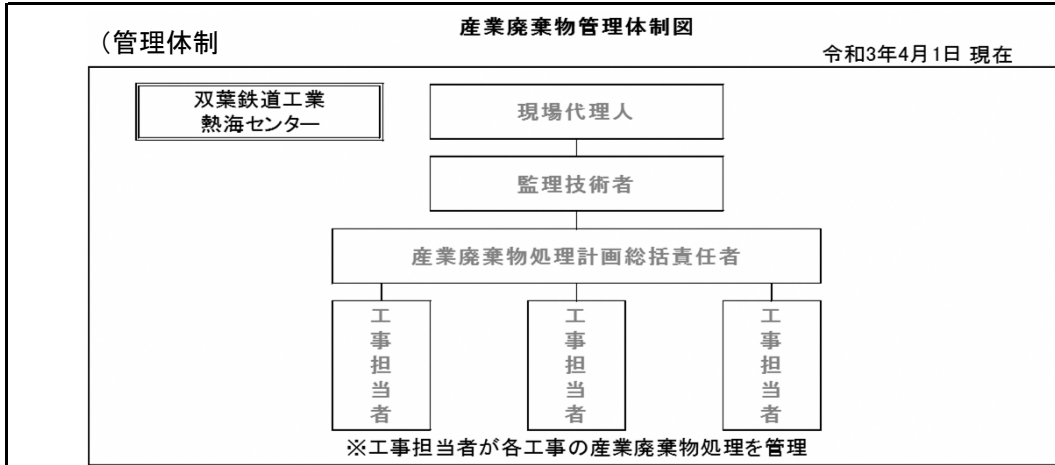 産業廃棄物管理体制図
(管理体制
令和3年4月1日 現在
双葉鉄道工業
熱海センター
現場代理人
監理技術者
産業廃棄物処理計画総括責任者
工事担当者
工事担当者
工事担当者
※工事担当者が各工事の産業廃棄物処理を管理